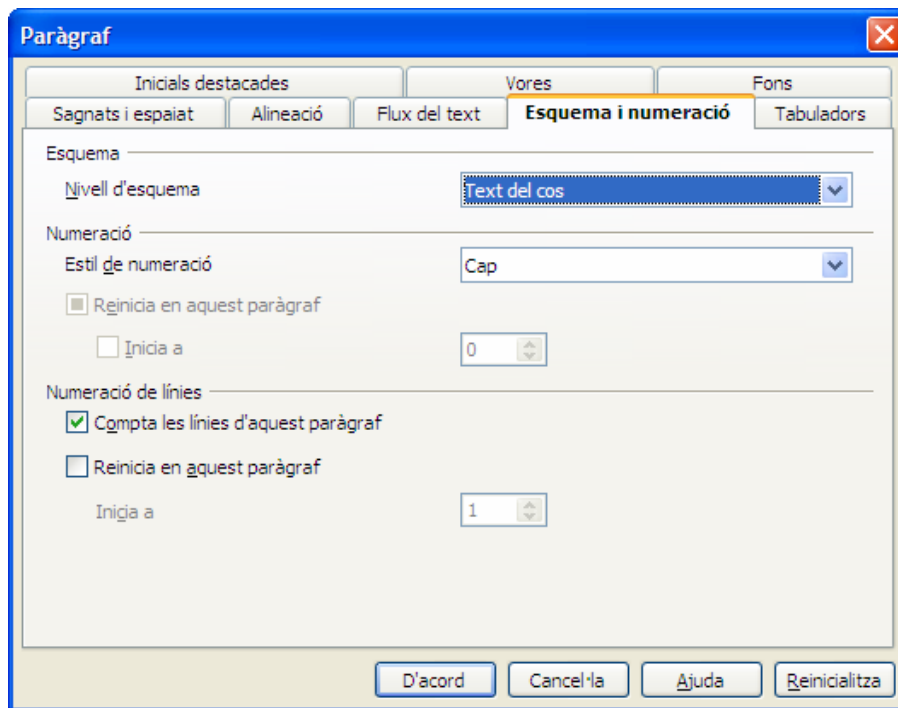 Paràgraf
Inicials destacades Vores Fons
Sagnats i espaiat Alineació Flux del text Esquema i numeració Tabuladors
Esquema
Nivell d'esquema Text del cos
Numeració
Estil de numeració Cap
Reinicia en aquest paràgraf
Inicia a 0
Numeració de línies
Compta les línies d'aquest paràgraf
Reinicia en aquest paràgraf
Inicia a 1
D'acord Cancel·la Ajuda Reinicialitza